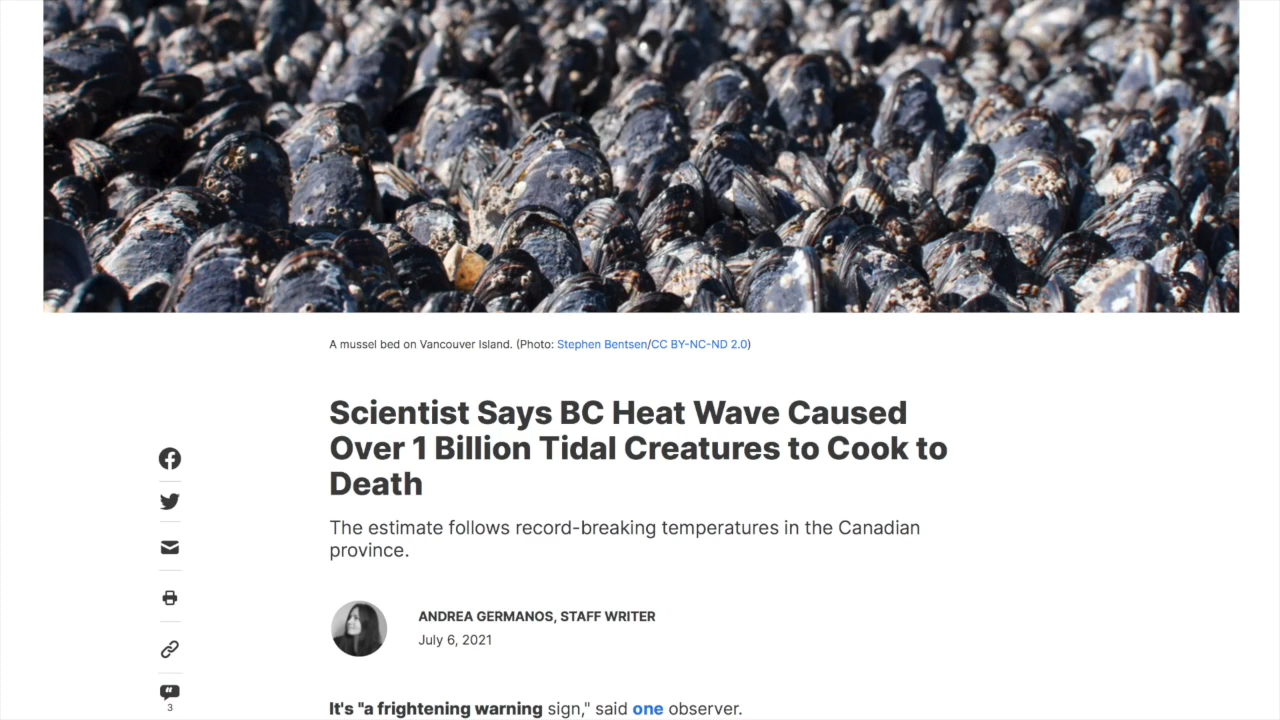 A mussel bed on Vancouver Island. (Photo: Stephen Bentsen/CC BY-NC-ND 2.0)
Scientist Says BC Heat Wave Caused
Over 1 Billion Tidal Creatures to Cook to
Death
The estimate follows record-breaking temperatures in the Canadian
province.
ANDREA GERMANOS, STAFF WRITER
July 6, 2021
3
It's "a frightening warning sign," said one observer.